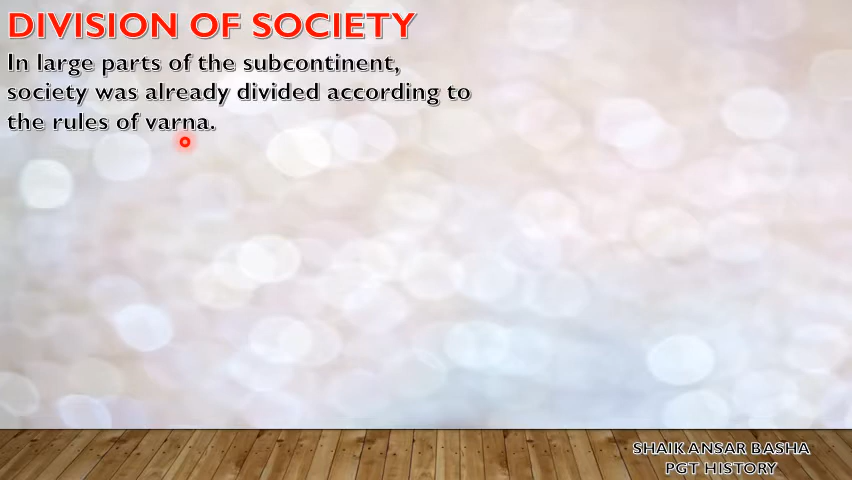 DIVISION OF SOCIETY
In large parts of the subcontinent,
society was already divided according to
the rules of varna.
SHAIK ANSAR BASHA
PGT HISTORY